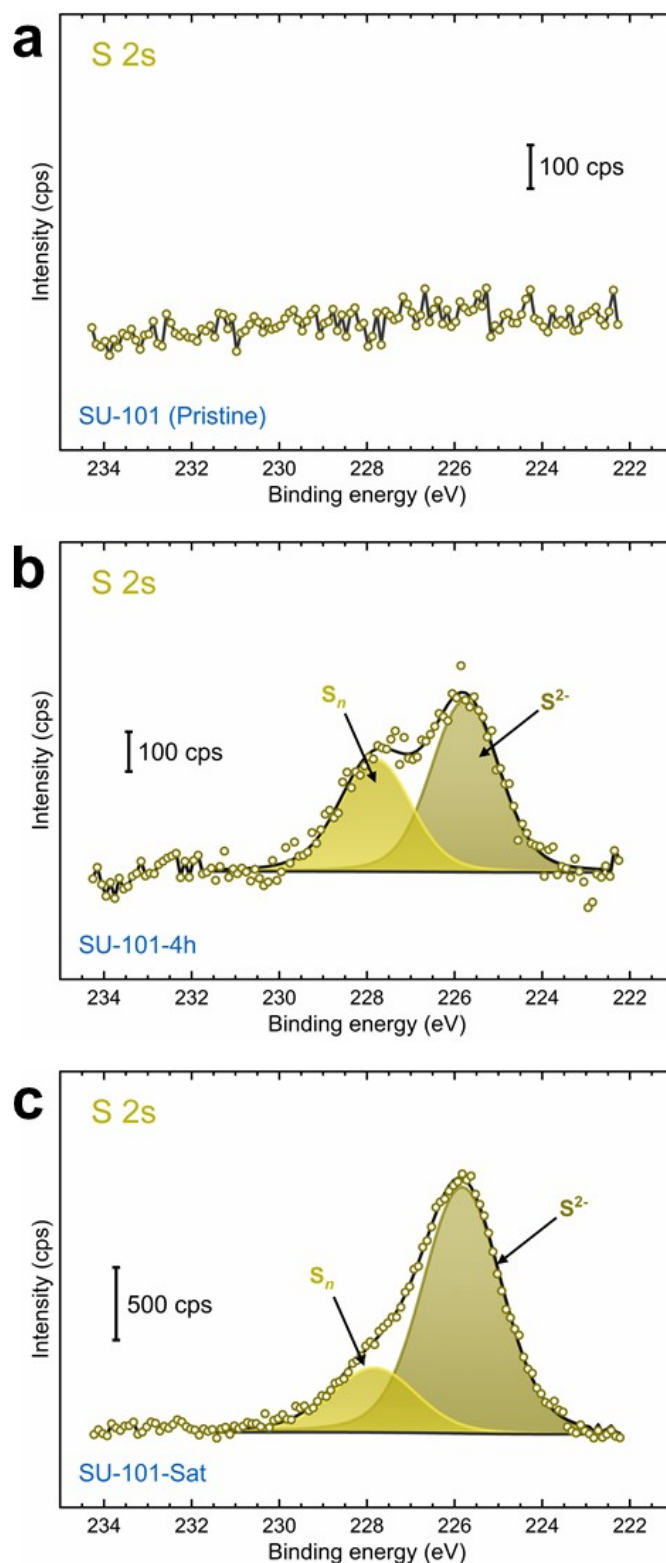 a
S 2s
100 cps
Intensity (cps)
SU-101 (Pristine)
234 232 230 228 226 224 222
Binding energy (eV)
b
S 2s
Sn
S2-
100 cps
Intensity (cps)
SU-101-4h
234 232 230 228 226 224 222
Binding energy (eV)
c
S 2s
S2-
Sn
500 cps
Intensity (cps)
SU-101-Sat
234 232 230 228 226 224 222
Binding energy (eV)